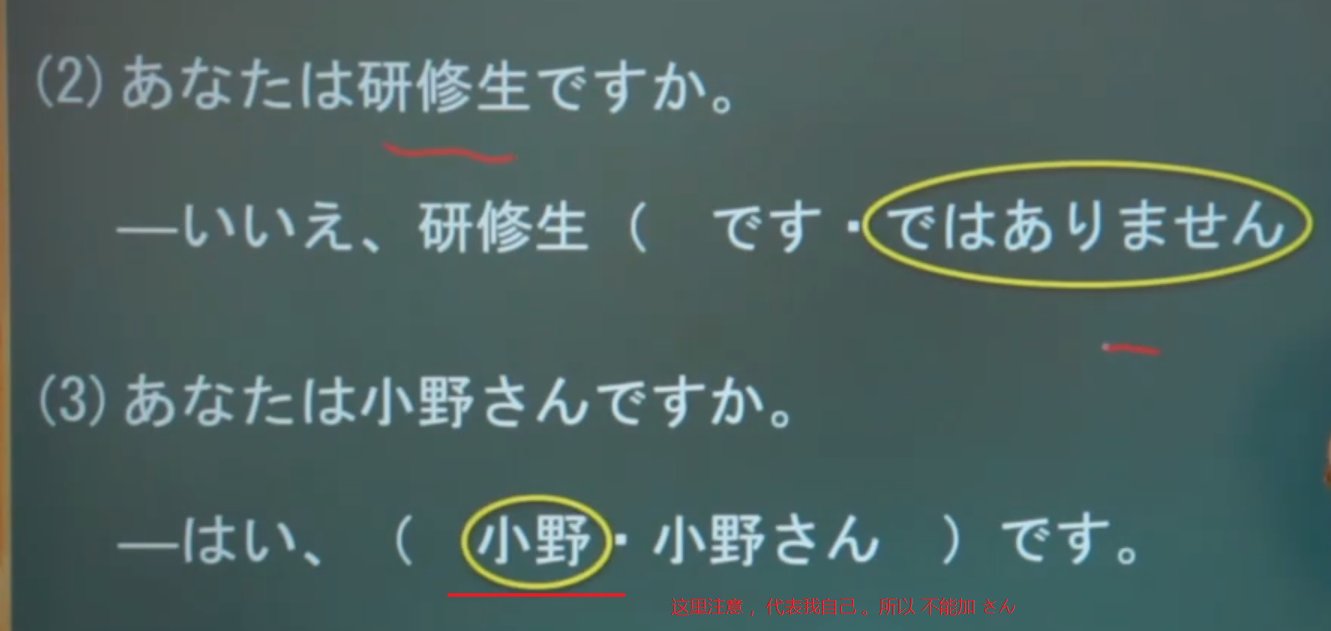 (2) あなたは研修生ですか。
―いいえ、研修生（　です・ではありません
(3) あなたは小野さんですか。
―はい、（　小野・小野さん　）です。
这里注意，代表我自己。所以 不能加 さん